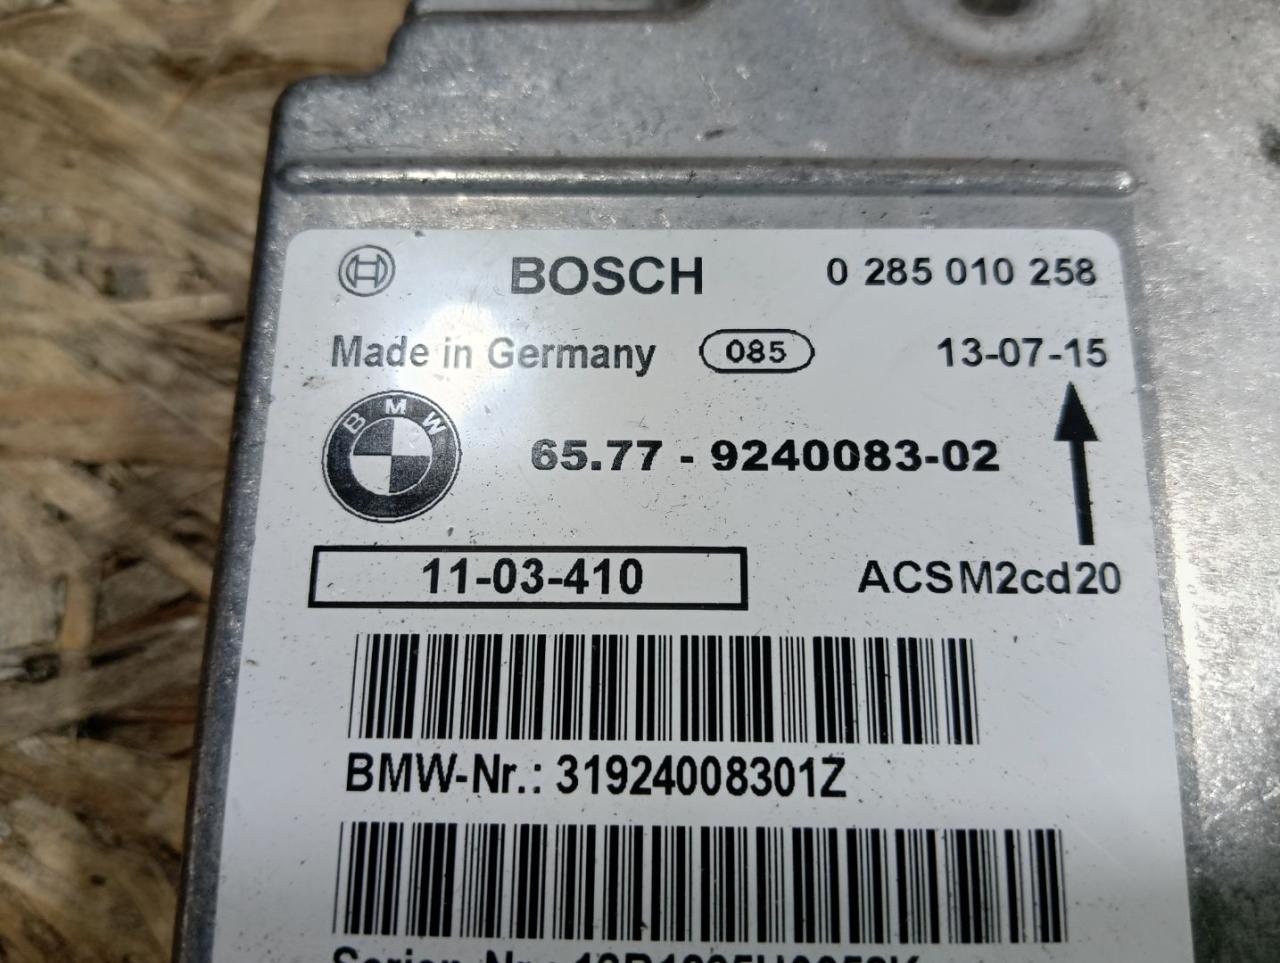 BOSCH 0 285 010 258
Made in Germany 085 13-07-15
BMW 65.77 - 9240083-02
11-03-410 ACSM2cd20
BMW-Nr.: 31924008301Z